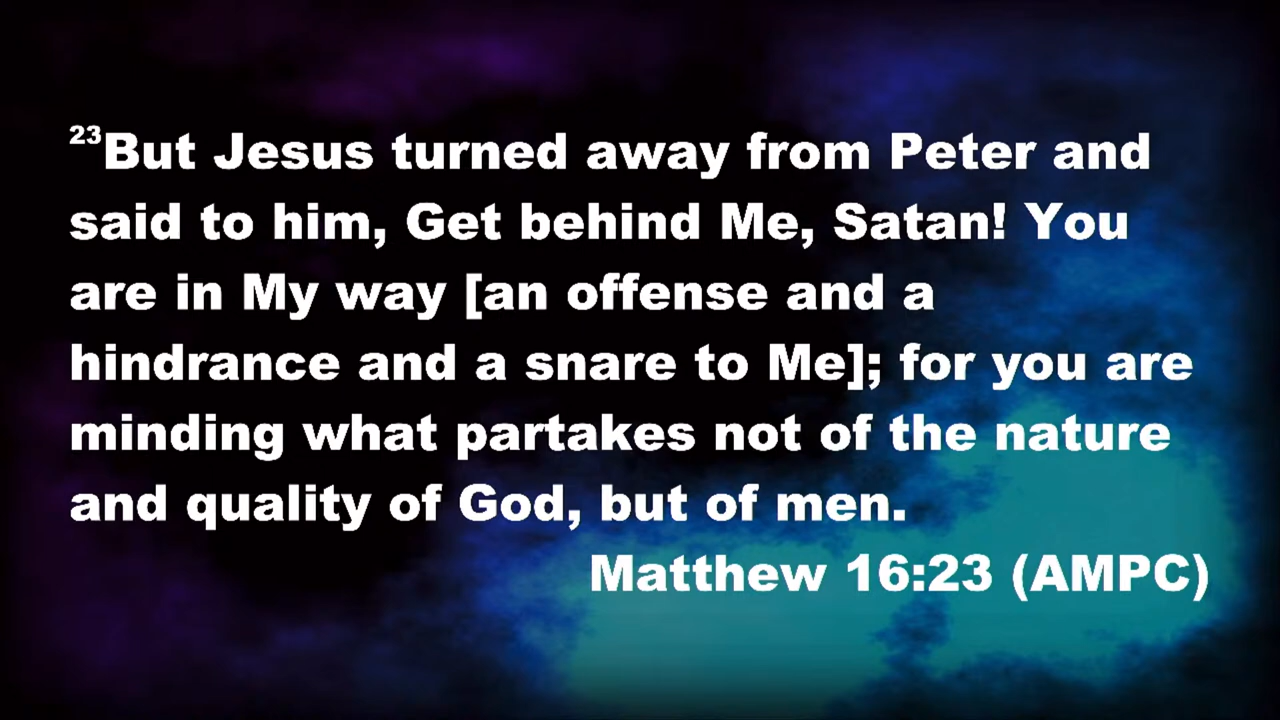 23But Jesus turned away from Peter and
said to him, Get behind Me, Satan! You
are in My way [an offense and a
hindrance and a snare to Me]; for you are
minding what partakes not of the nature
and quality of God, but of men.
Matthew 16:23 (AMPC)